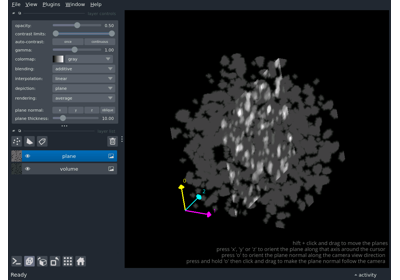 File View Plugins Window Help
opacity: 0.50
contrast limits:
auto-contrast: once continuous
gamma: 1.00
colormap: gray
blending: additive
interpolation: linear
depiction: plane
rendering: average
plane normal: x y z oblique
plane thickness: 10.00
plane
volume
2
0
left + click and drag to move the planes
press 'x', 'y' or 'z' to orient the plane along that axis around the cursor
press 'o' to orient the plane normal along the camera view direction
press and hold 'o' then click and drag to make the plane normal follow the camera
Ready
activity